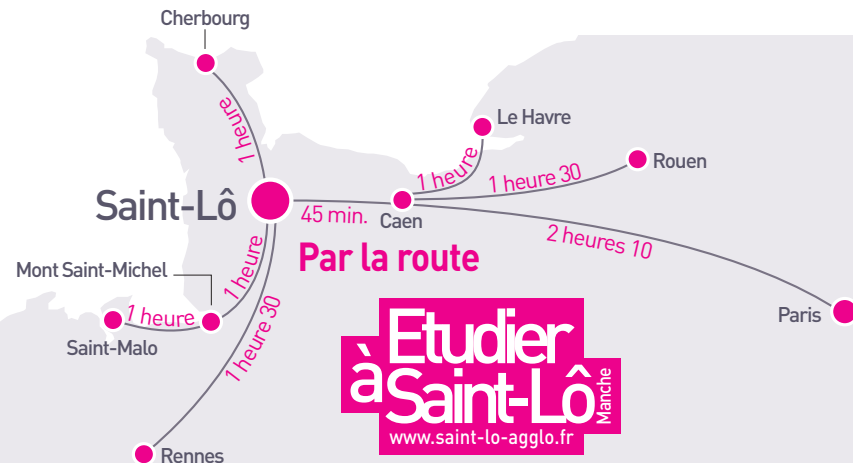 Cherbourg
1 heure
Le Havre
1 heure
Rouen
1 heure 30
Saint-Lô
45 min.
Caen
2 heures 10
Par la route
Mont Saint-Michel
1 heure
1 heure
Saint-Malo
1 heure 30
Paris
Rennes
Etudier
à Saint-Lô
Manche
www.saint-lo-agglo.fr